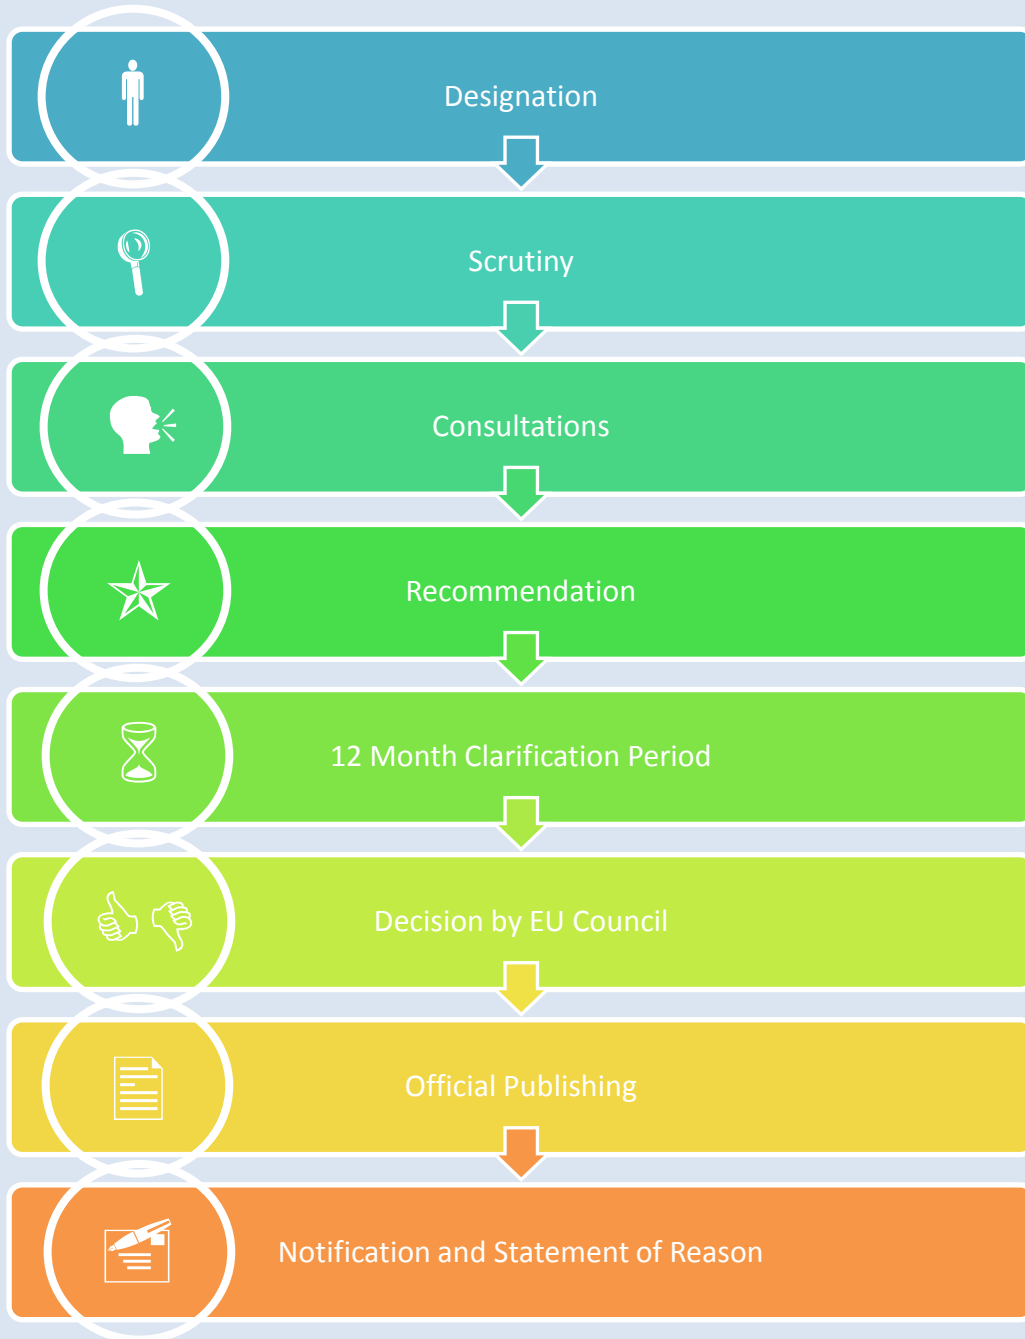 Designation
Scrutiny
Consultations
Recommendation
12 Month Clarification Period
Decision by EU Council
Official Publishing
Notification and Statement of Reason